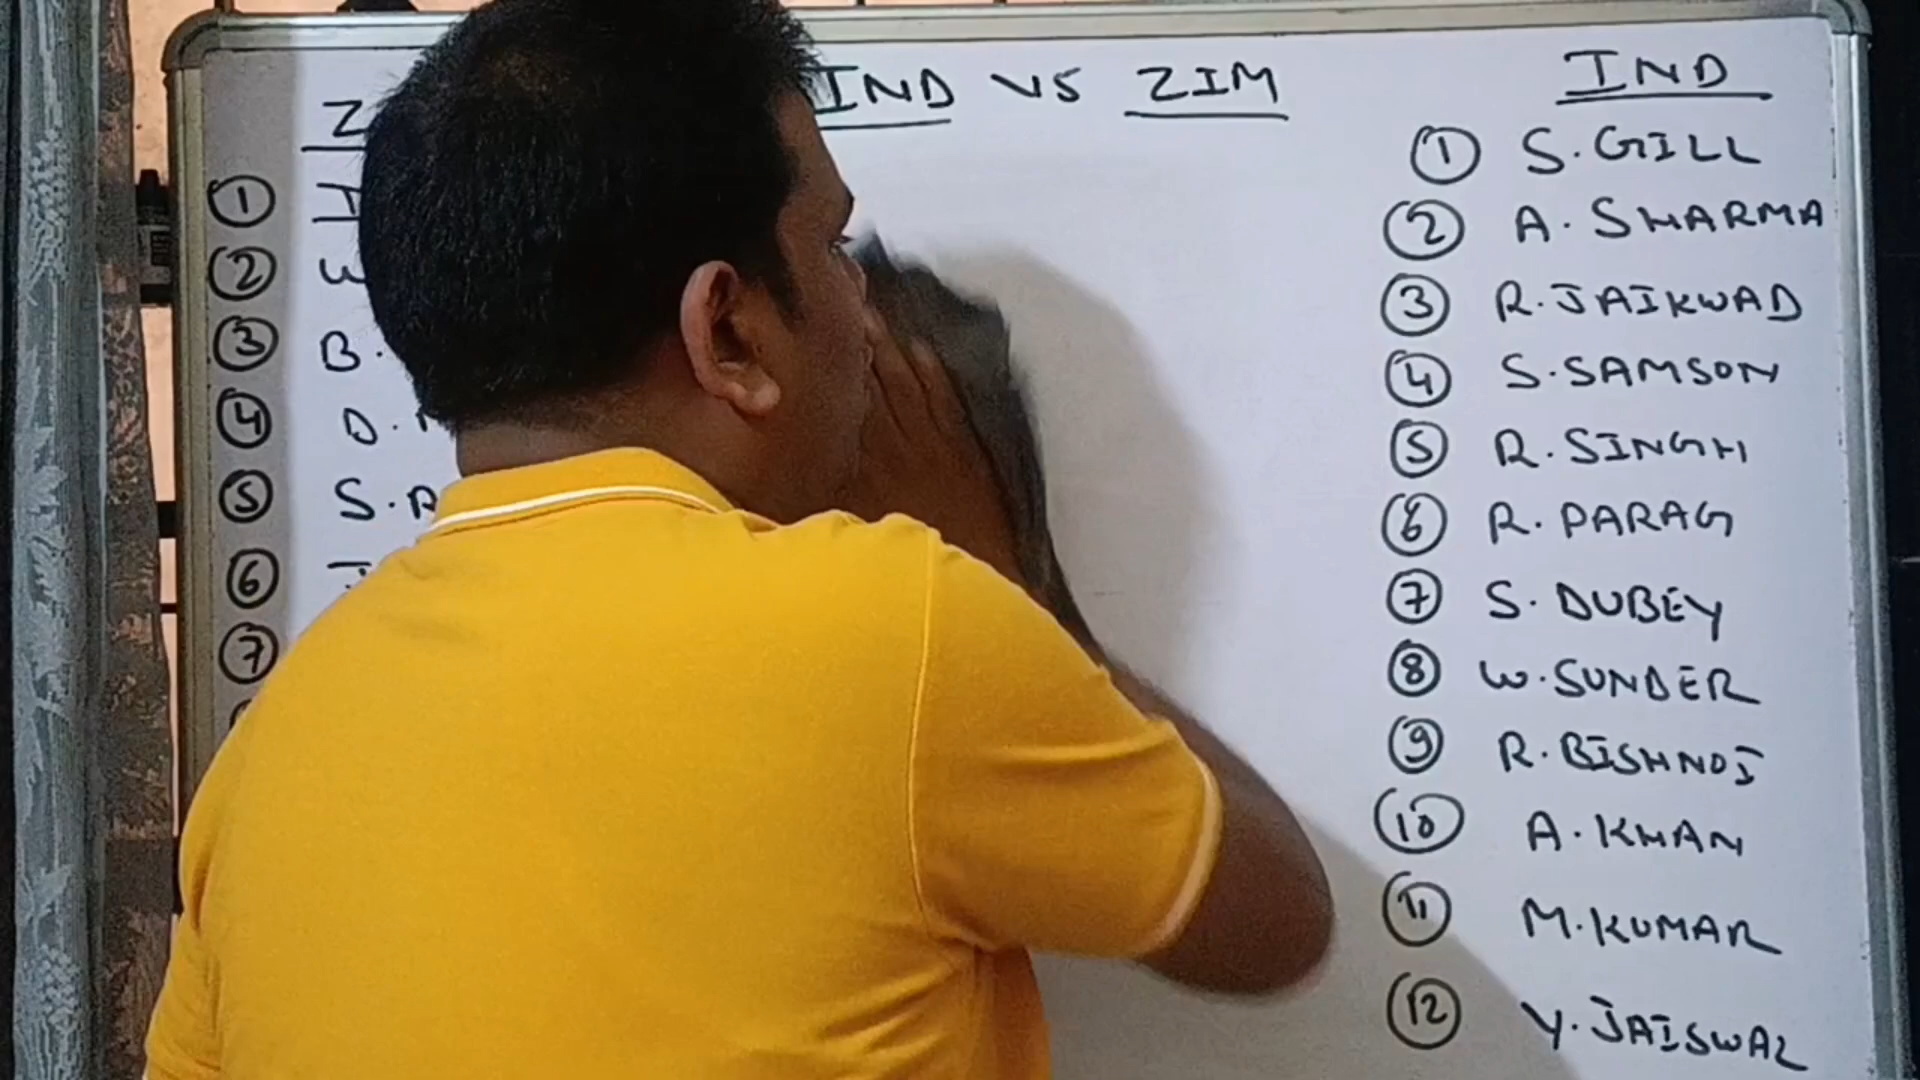 IND VS ZIM
① 
② 
③ B.
④ D.
⑤ S.
⑥
⑦
IND
① S. GILL
② A. SHARMA
③ R. JAIKWAD
④ S. SAMSON
⑤ R. SINGH
⑥ R. PARAG
⑦ S. DUBEY
⑧ W. SUNDER
⑨ R. BISHNOI
⑩ A. KHAN
⑪ M. KUMAR
⑫ Y. JAISWAL